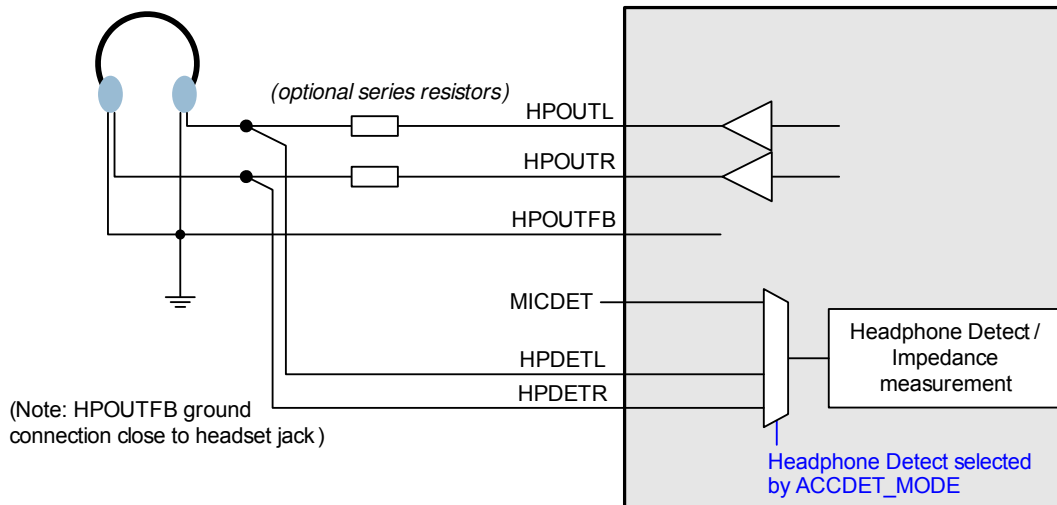 (optional series resistors)
HPOUTL
HPOUTR
HPOUTFB
MICDET
HPDETL
HPDETR
Headphone Detect /
Impedance
measurement
(Note: HPOUTFB ground
connection close to headset jack)
Headphone Detect selected
by ACCDET_MODE